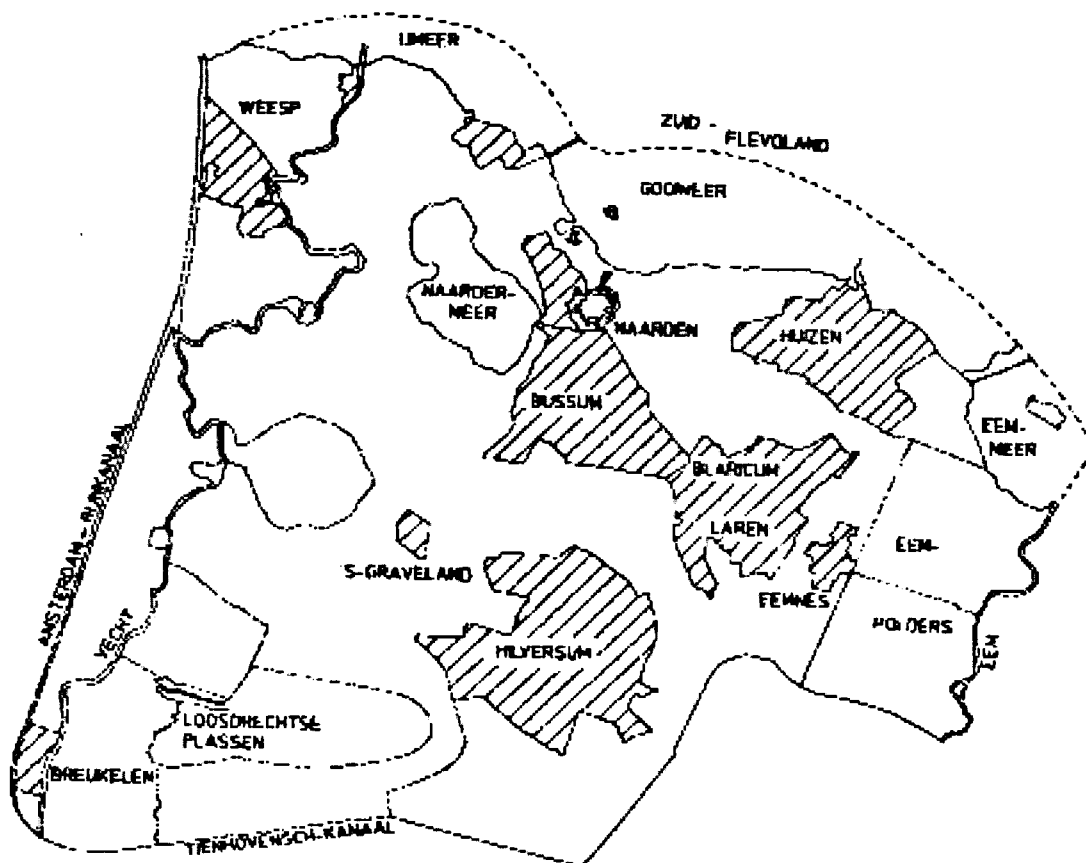 IJMEER
WEESP
ZUID -
FLEVOLAND
GOOIMEER
NAARDER-
MEER
NAARDEN
HUIZEN
BUSSUM
EEM-
MEER
BLARICUM
LAREN
EEM-
S-GRAVELAND
EEMNES
POLDERS
EEM
AMSTERDAM - RIJNKANAAL
VECHT
HILVERSUM
LOOSDRECHTSE
PLASSEN
BREUKELEN
TIENHOVENSCH-KANAAL